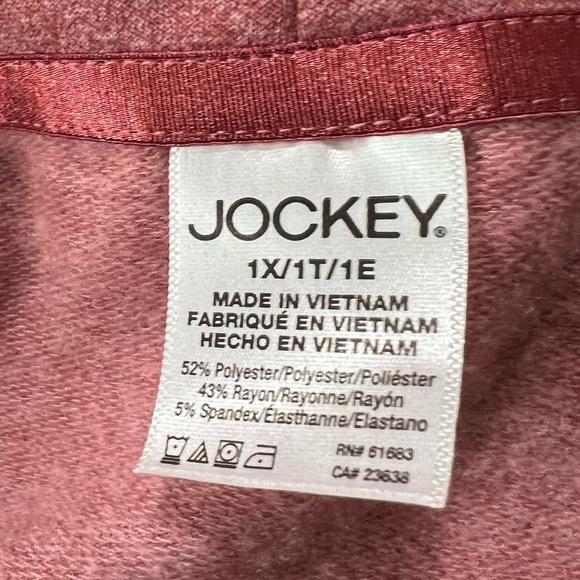 JOCKEY®
1X/1T/1E
MADE IN VIETNAM
FABRIQUÉ EN VIETNAM
HECHO EN VIETNAM
52% Polyester/Polyester/Poliéster
43% Rayon/Rayonne/Rayón
5% Spandex/Élasthanne/Elastano
RN# 61683
CA# 23638